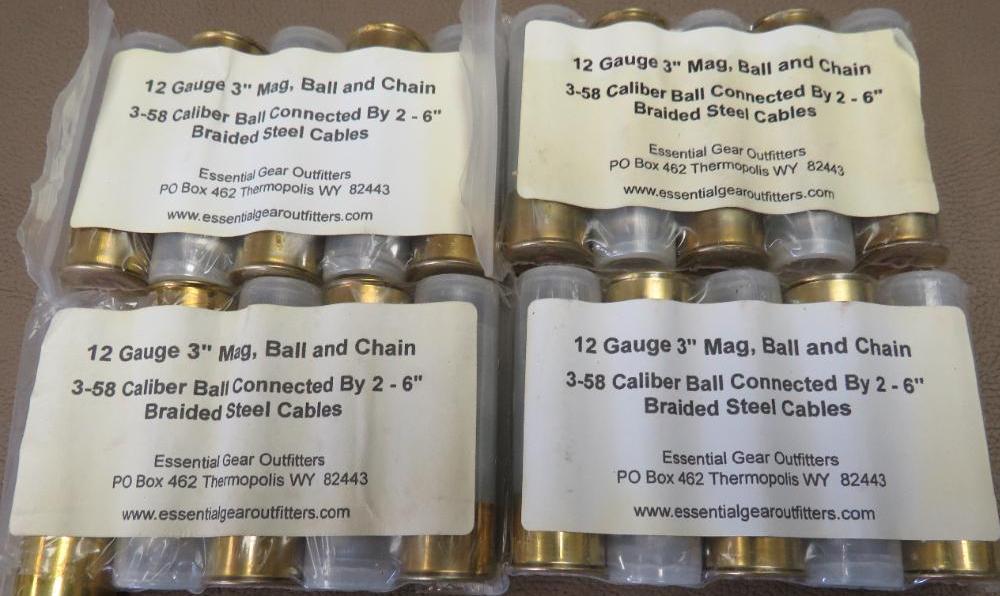 12 Gauge 3" Mag, Ball and Chain
3-58 Caliber Ball Connected By 2 - 6"
Braided Steel Cables
Essential Gear Outfitters
PO Box 462 Thermopolis WY 82443
www.essentialgearoutfitters.com
12 Gauge 3" Mag, Ball and Chain
3-58 Caliber Ball Connected By 2 - 6"
Braided Steel Cables
Essential Gear Outfitters
PO Box 462 Thermopolis WY 82443
www.essentialgearoutfitters.com
12 Gauge 3" Mag, Ball and Chain
3-58 Caliber Ball Connected By 2 - 6"
Braided Steel Cables
Essential Gear Outfitters
PO Box 462 Thermopolis WY 82443
www.essentialgearoutfitters.com
12 Gauge 3" Mag, Ball and Chain
3-58 Caliber Ball Connected By 2 - 6"
Braided Steel Cables
Essential Gear Outfitters
PO Box 462 Thermopolis WY 82443
www.essentialgearoutfitters.com